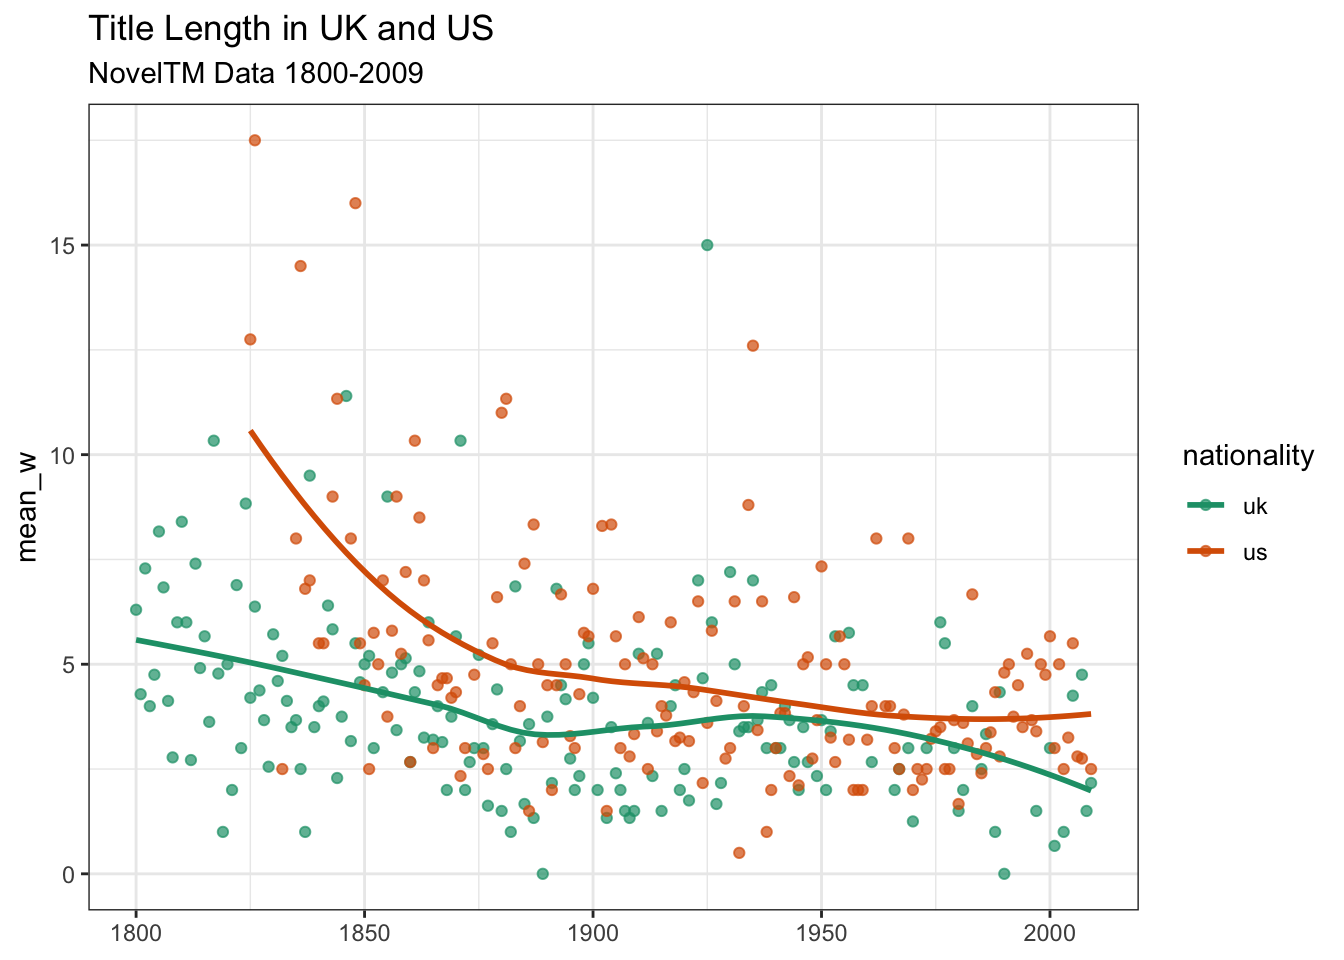 Title Length in UK and US
NovelTM Data 1800-2009
mean_w
15
10
5
0
1800 1850 1900 1950 2000
nationality
uk
us